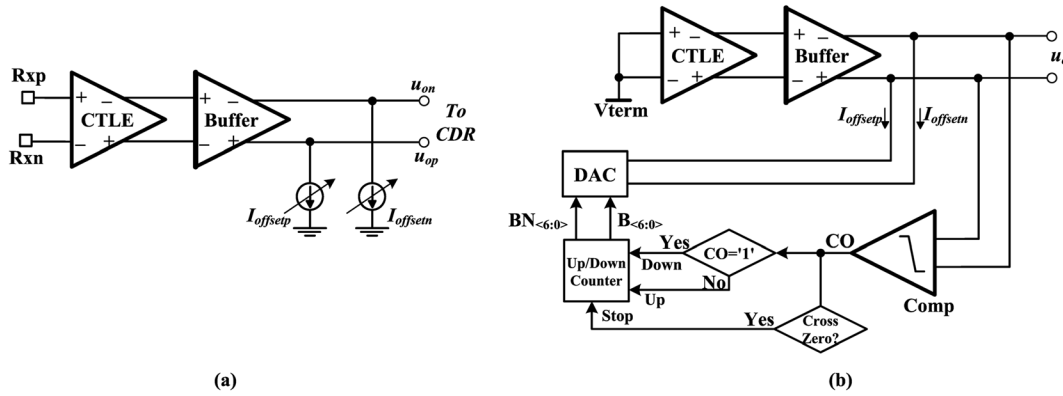 Rxp
Rxn
+
−
CTLE
−
+
+
−
Buffer
−
+
uon
To
CDR
uop
Ioffsetp
Ioffsetn
(a)
+
−
CTLE
−
+
+
−
Buffer
−
+
Vterm
Ioffsetp
Ioffsetn
DAC
BN<6:0>
B<6:0>
Up/Down
Counter
Yes
Down
CO='1'
No
Up
Stop
CO
Comp
Yes
Cross
Zero?
(b)